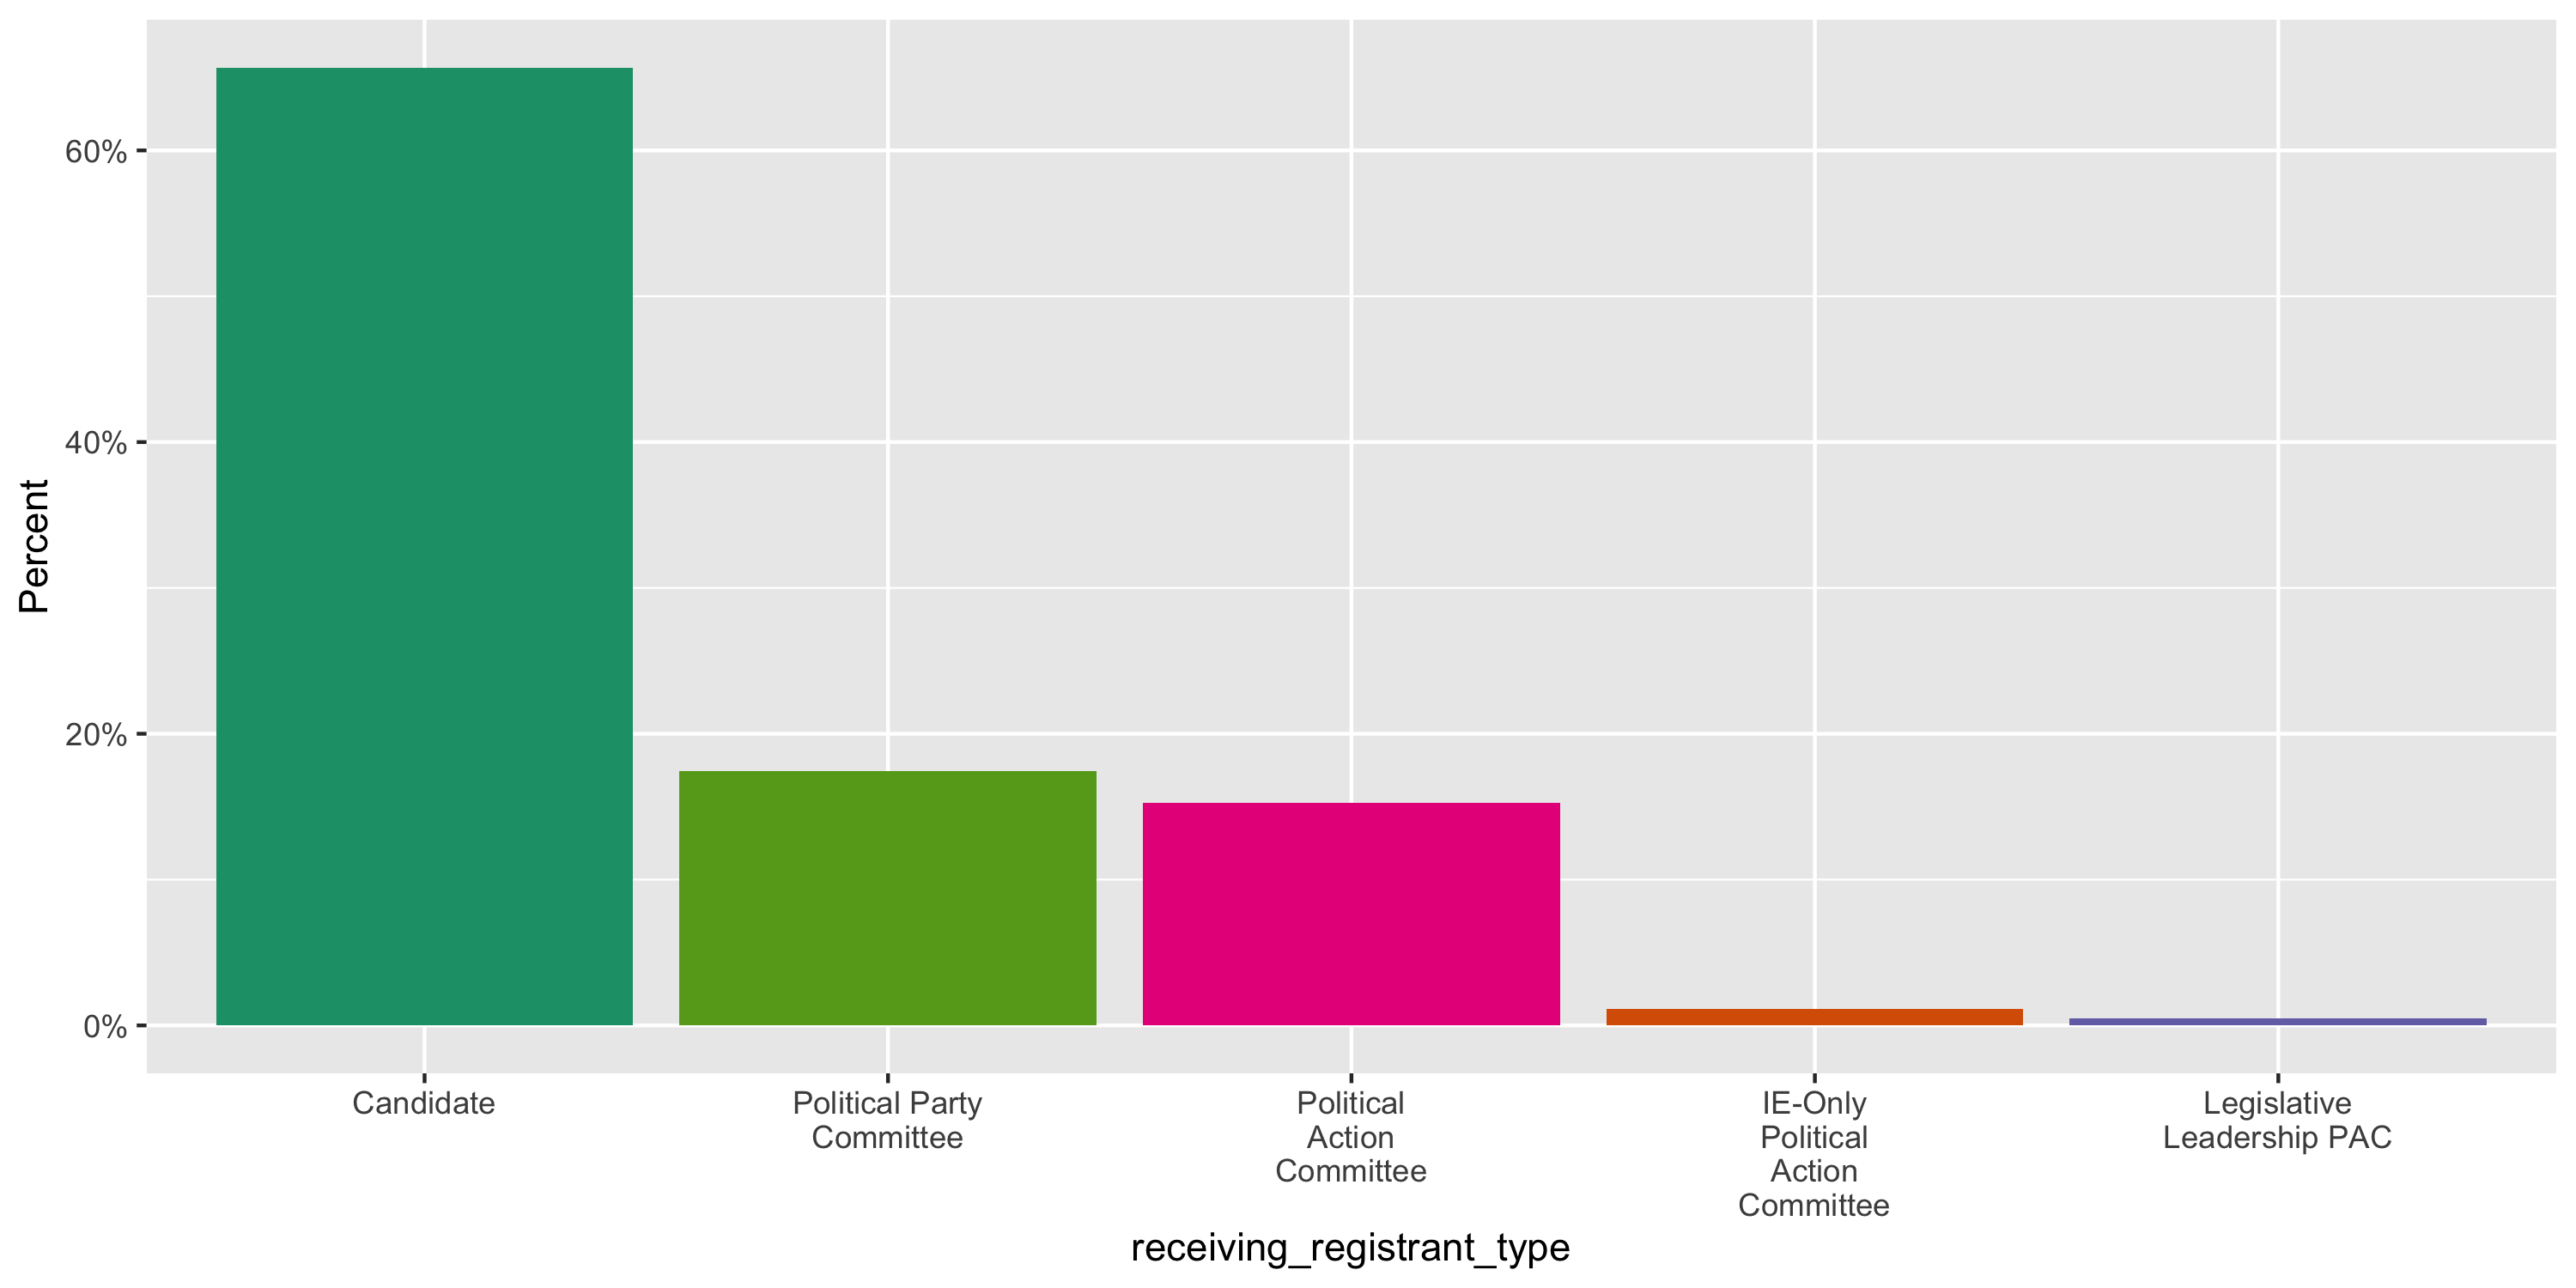 Percent
60%
40%
20%
0%
Candidate
Political Party
Committee
Political
Action
Committee
IE-Only
Political
Action
Committee
Legislative
Leadership PAC
receiving_registrant_type